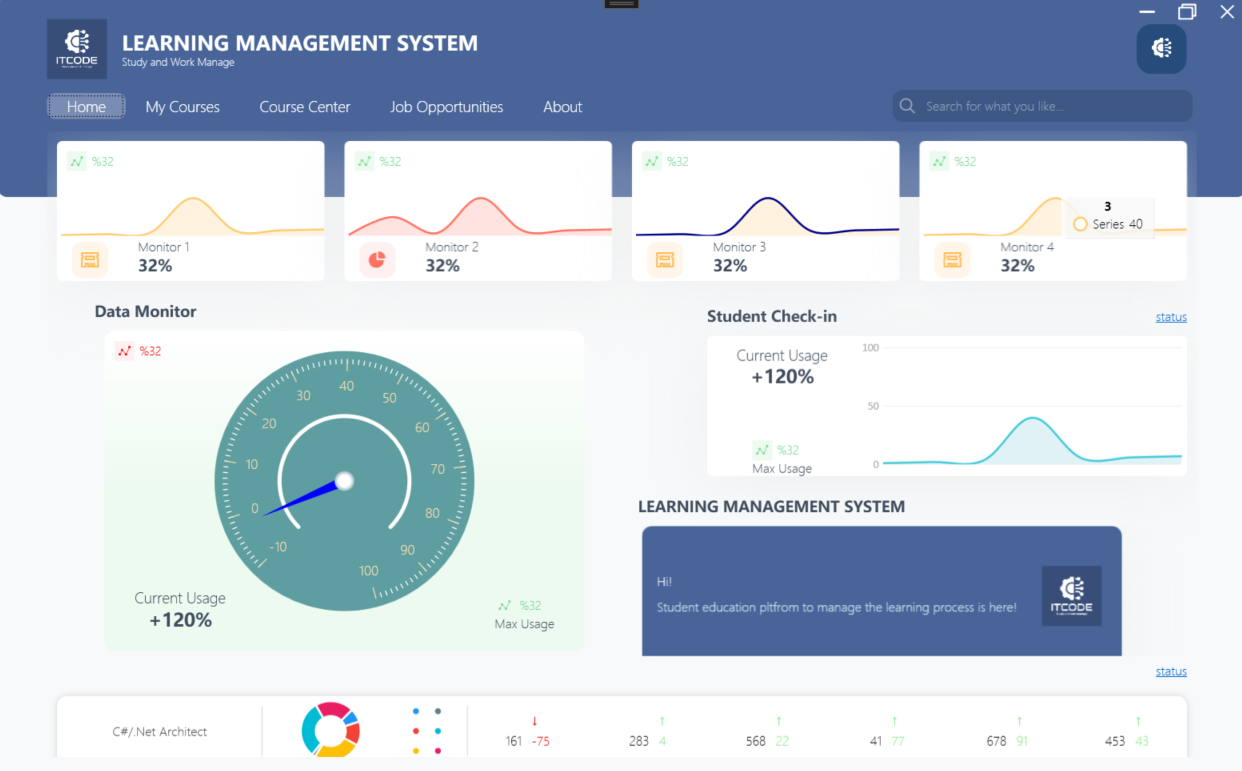 ITCODE
LEARNING MANAGEMENT SYSTEM
Study and Work Manage
Home My Courses Course Center Job Opportunities About
Search for what you like...
%32
Monitor 1
32%
%32
Monitor 2
32%
%32
Monitor 3
32%
%32
3
Series 40
Monitor 4
32%
Data Monitor
%32
-10
0
10
20
30
40
50
60
70
80
90
100
Current Usage
+120%
%32
Max Usage
Student Check-in
status
Current Usage
+120%
%32
Max Usage
100
50
0
LEARNING MANAGEMENT SYSTEM
Hi!
Student education pltfrom to manage the learning process is here!
ITCODE
status
C#/.Net Architect
↓ ↑ ↑ ↑ ↑ ↑
161 -75 283 4 568 22 41 77 678 91 453 43